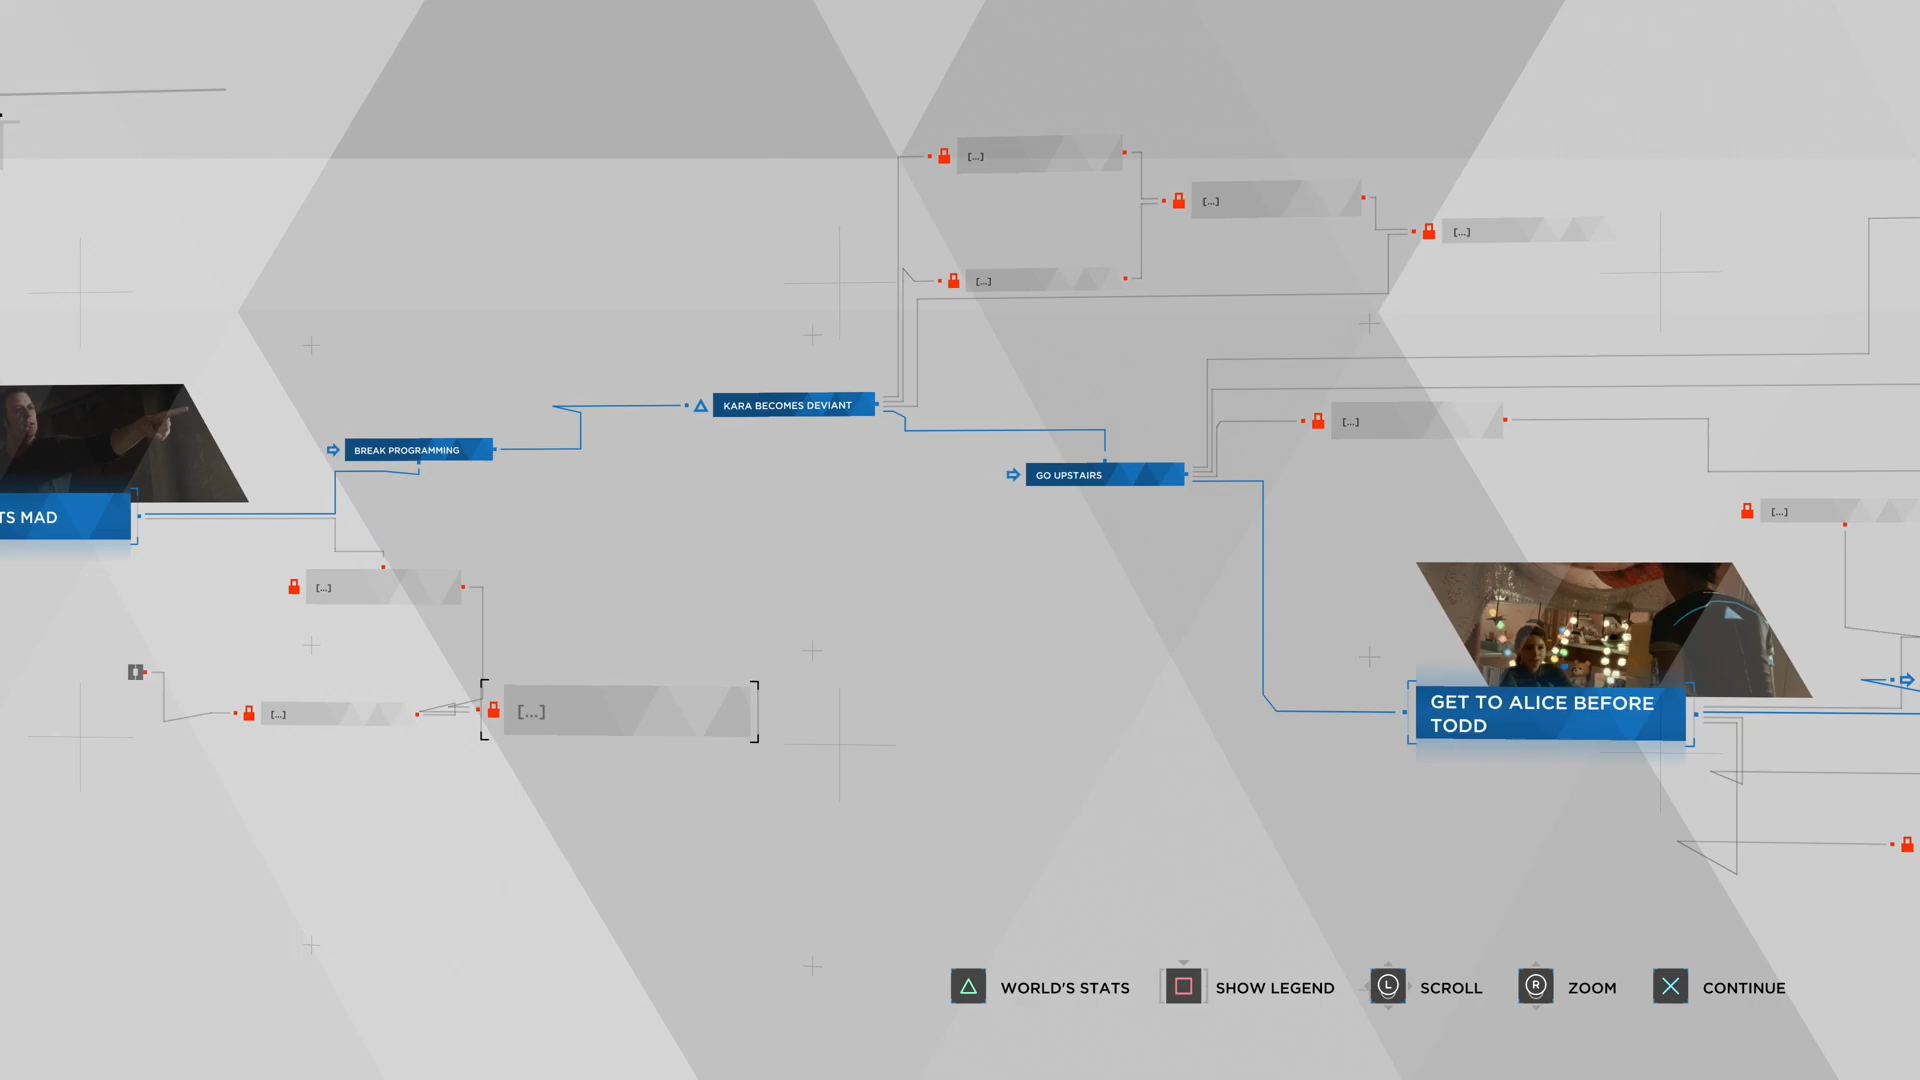 [...]
[...]
[...]
[...]
KARA BECOMES DEVIANT
[...]
BREAK PROGRAMMING
GO UPSTAIRS
[...]
TS MAD
[...]
GET TO ALICE BEFORE
TODD
[...]
[...]
WORLD'S STATS
SHOW LEGEND
L
SCROLL
R
ZOOM
CONTINUE